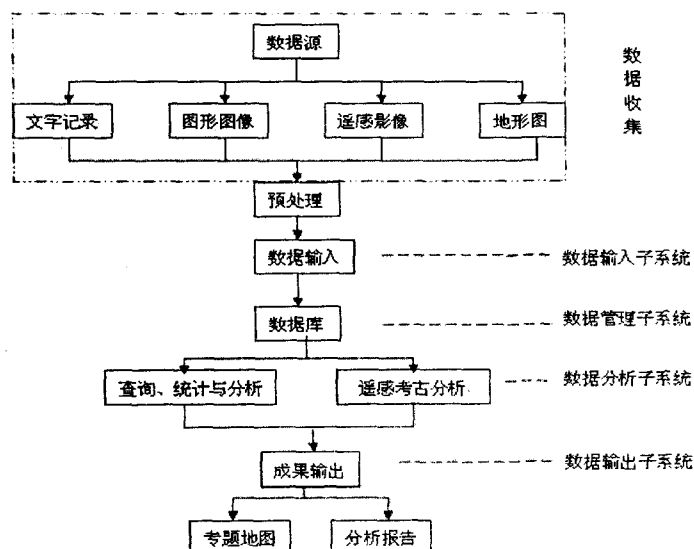 数据源
数据收集
文字记录
图形图像
遥感影像
地形图
预处理
数据输入
数据输入子系统
数据库
数据管理子系统
查询、统计与分析
遥感考古分析
数据分析子系统
成果输出
数据输出子系统
专题地图
分析报告